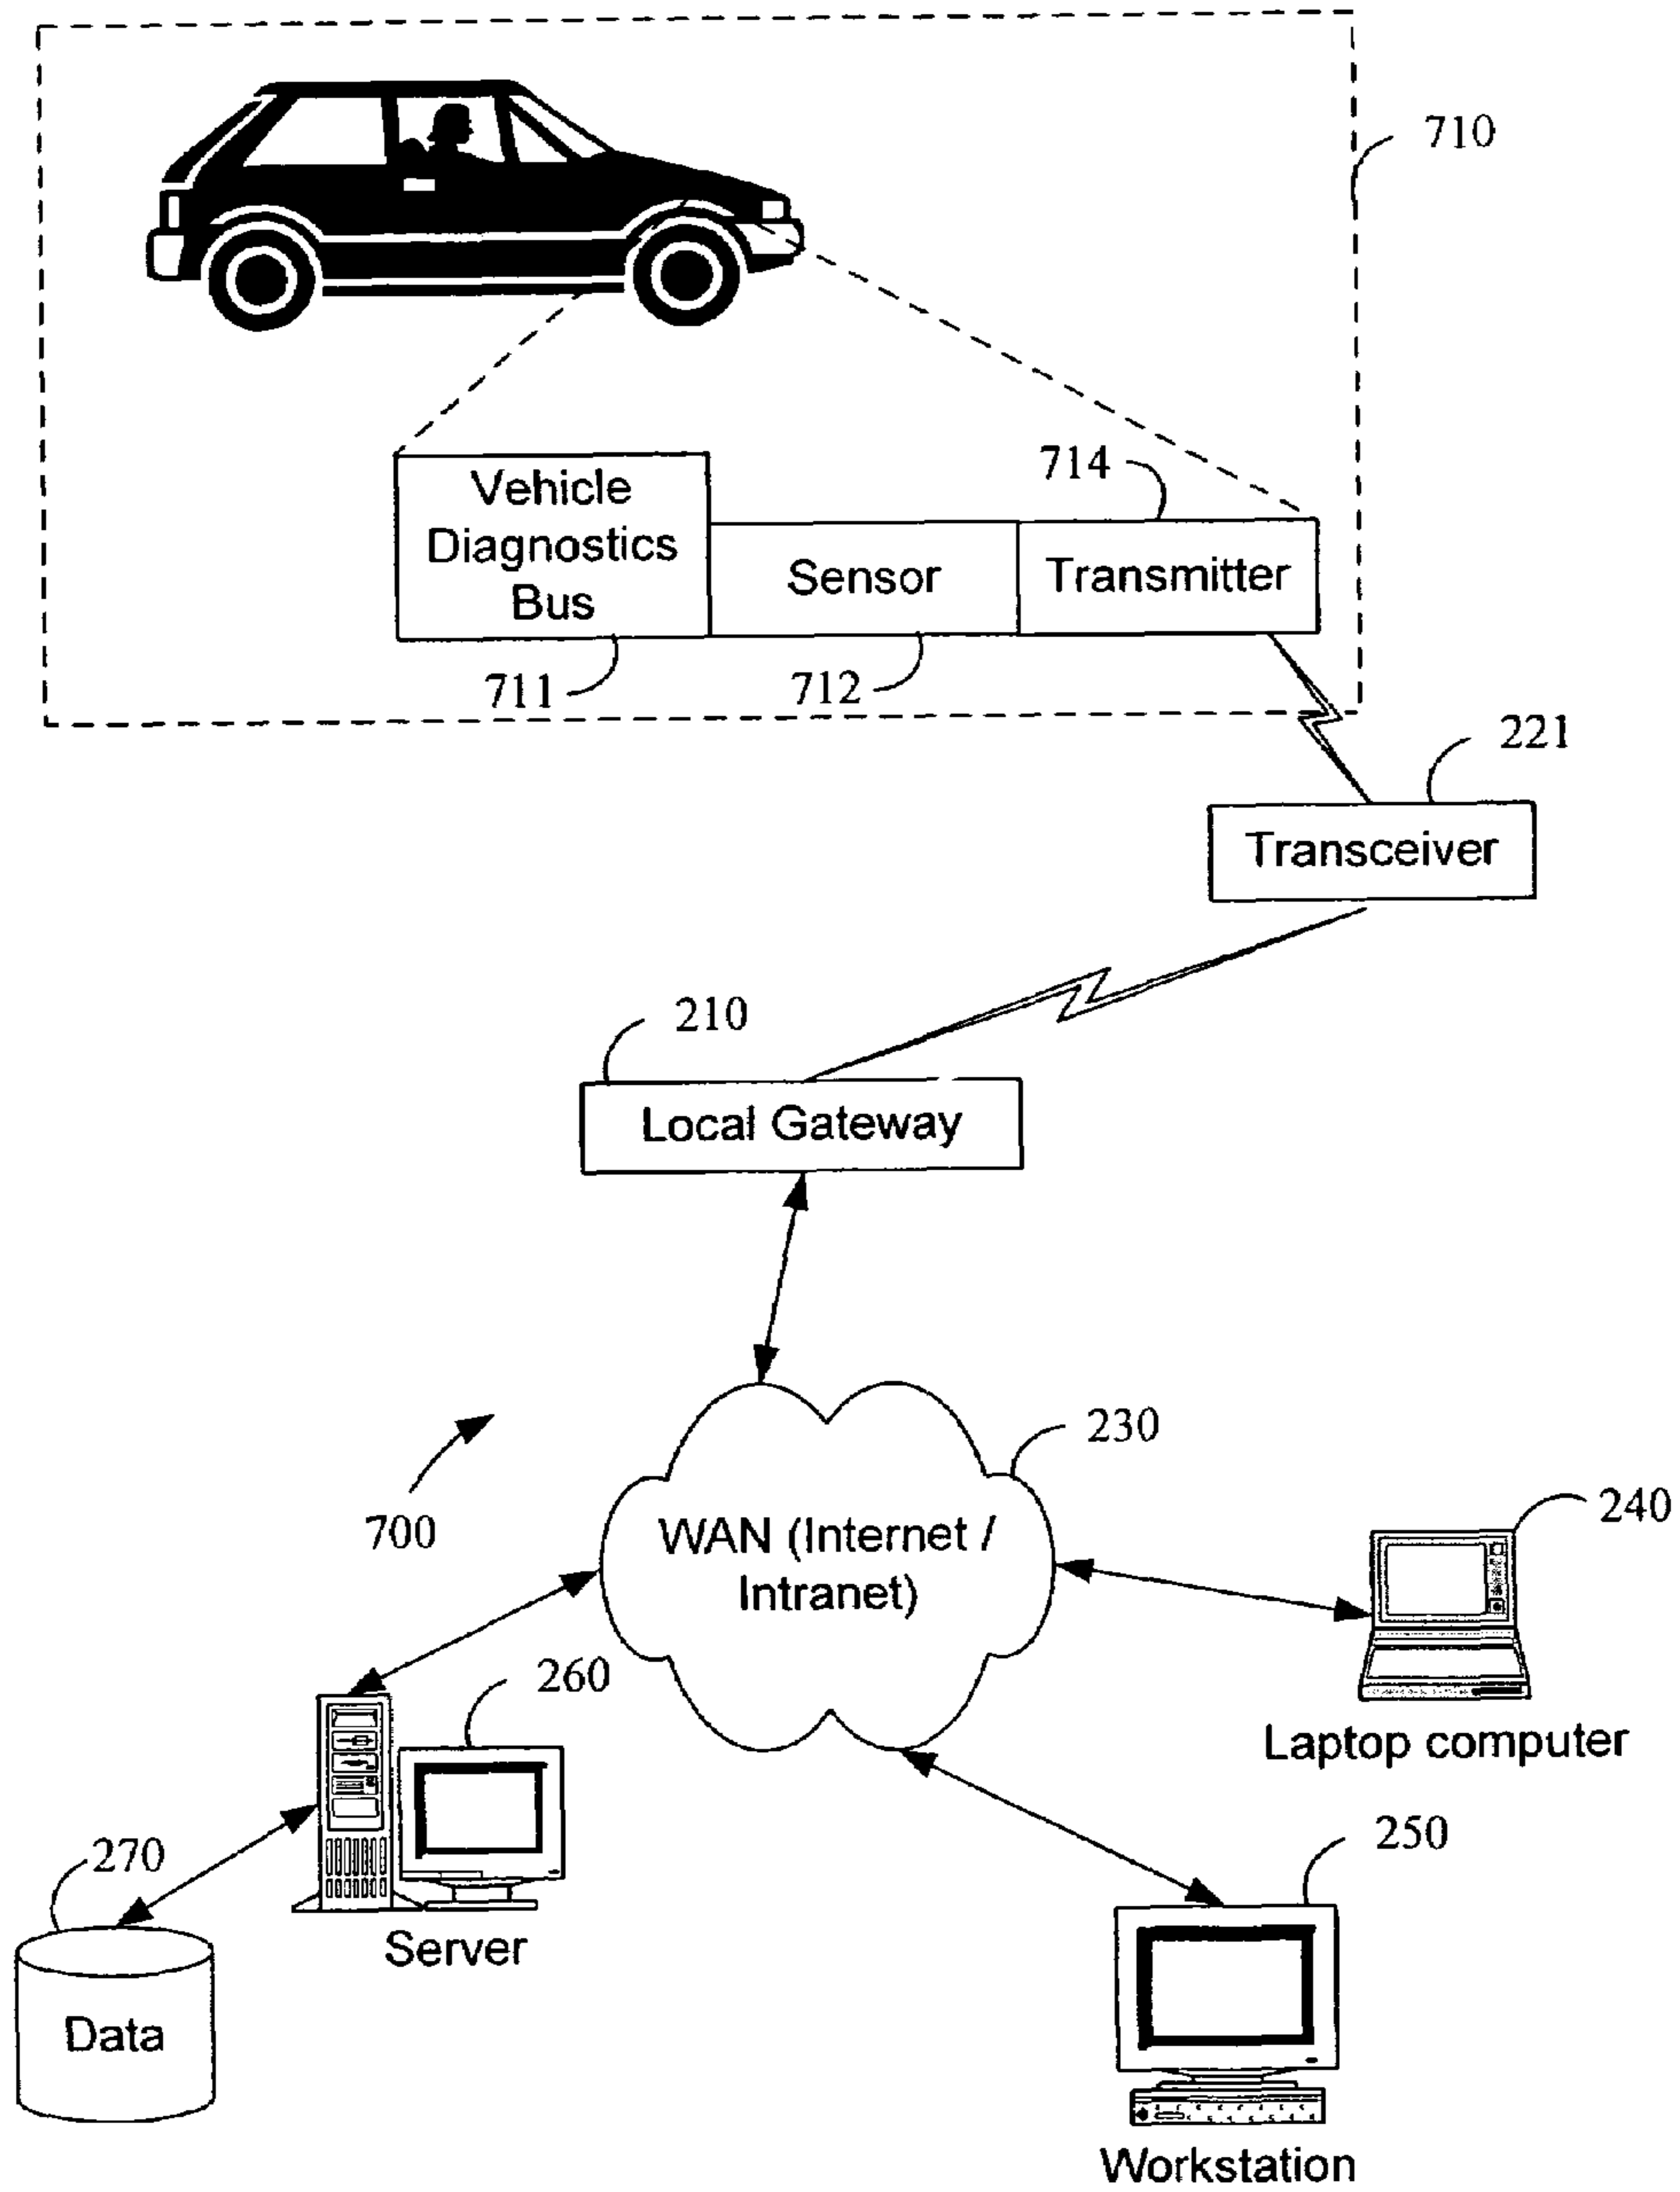 710
714
Vehicle
Diagnostics
Bus
Sensor
Transmitter
711
712
221
Transceiver
210
Local Gateway
230
700
WAN (Internet /
Intranet)
240
Laptop computer
260
250
270
Server
Data
Workstation